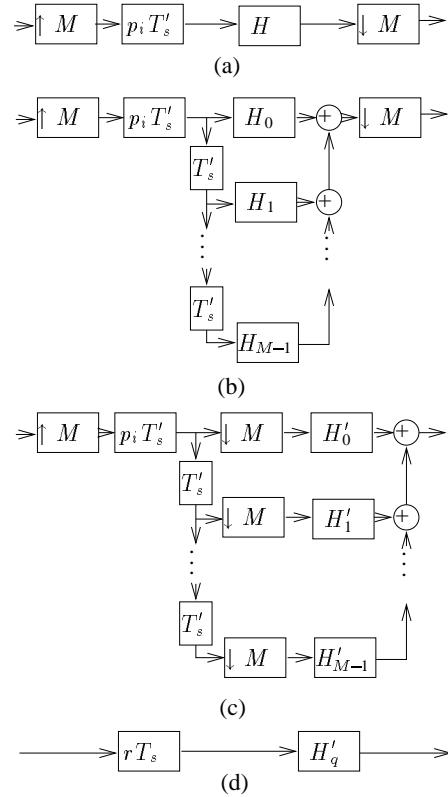 ↑ M p_i T'_s H ↓ M
(a)
↑ M p_i T'_s H_0 + ↓ M
T'_s
H_1 +
T'_s
H_{M−1}
(b)
↑ M p_i T'_s ↓ M H'_0 +
T'_s
↓ M H'_1 +
T'_s
↓ M H'_{M−1}
(c)
r T_s H'_q
(d)